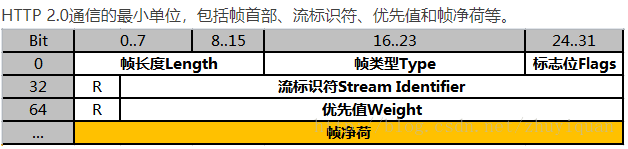 HTTP 2.0通信的最小单位，包括帧首部、流标识符、优先值和帧净荷等。
Bit 0..7 8..15 16..23 24..31
0 帧长度Length 帧类型Type 标志位Flags
32 R 流标识符Stream Identifier
64 R 优先值Weight
... 帧净荷